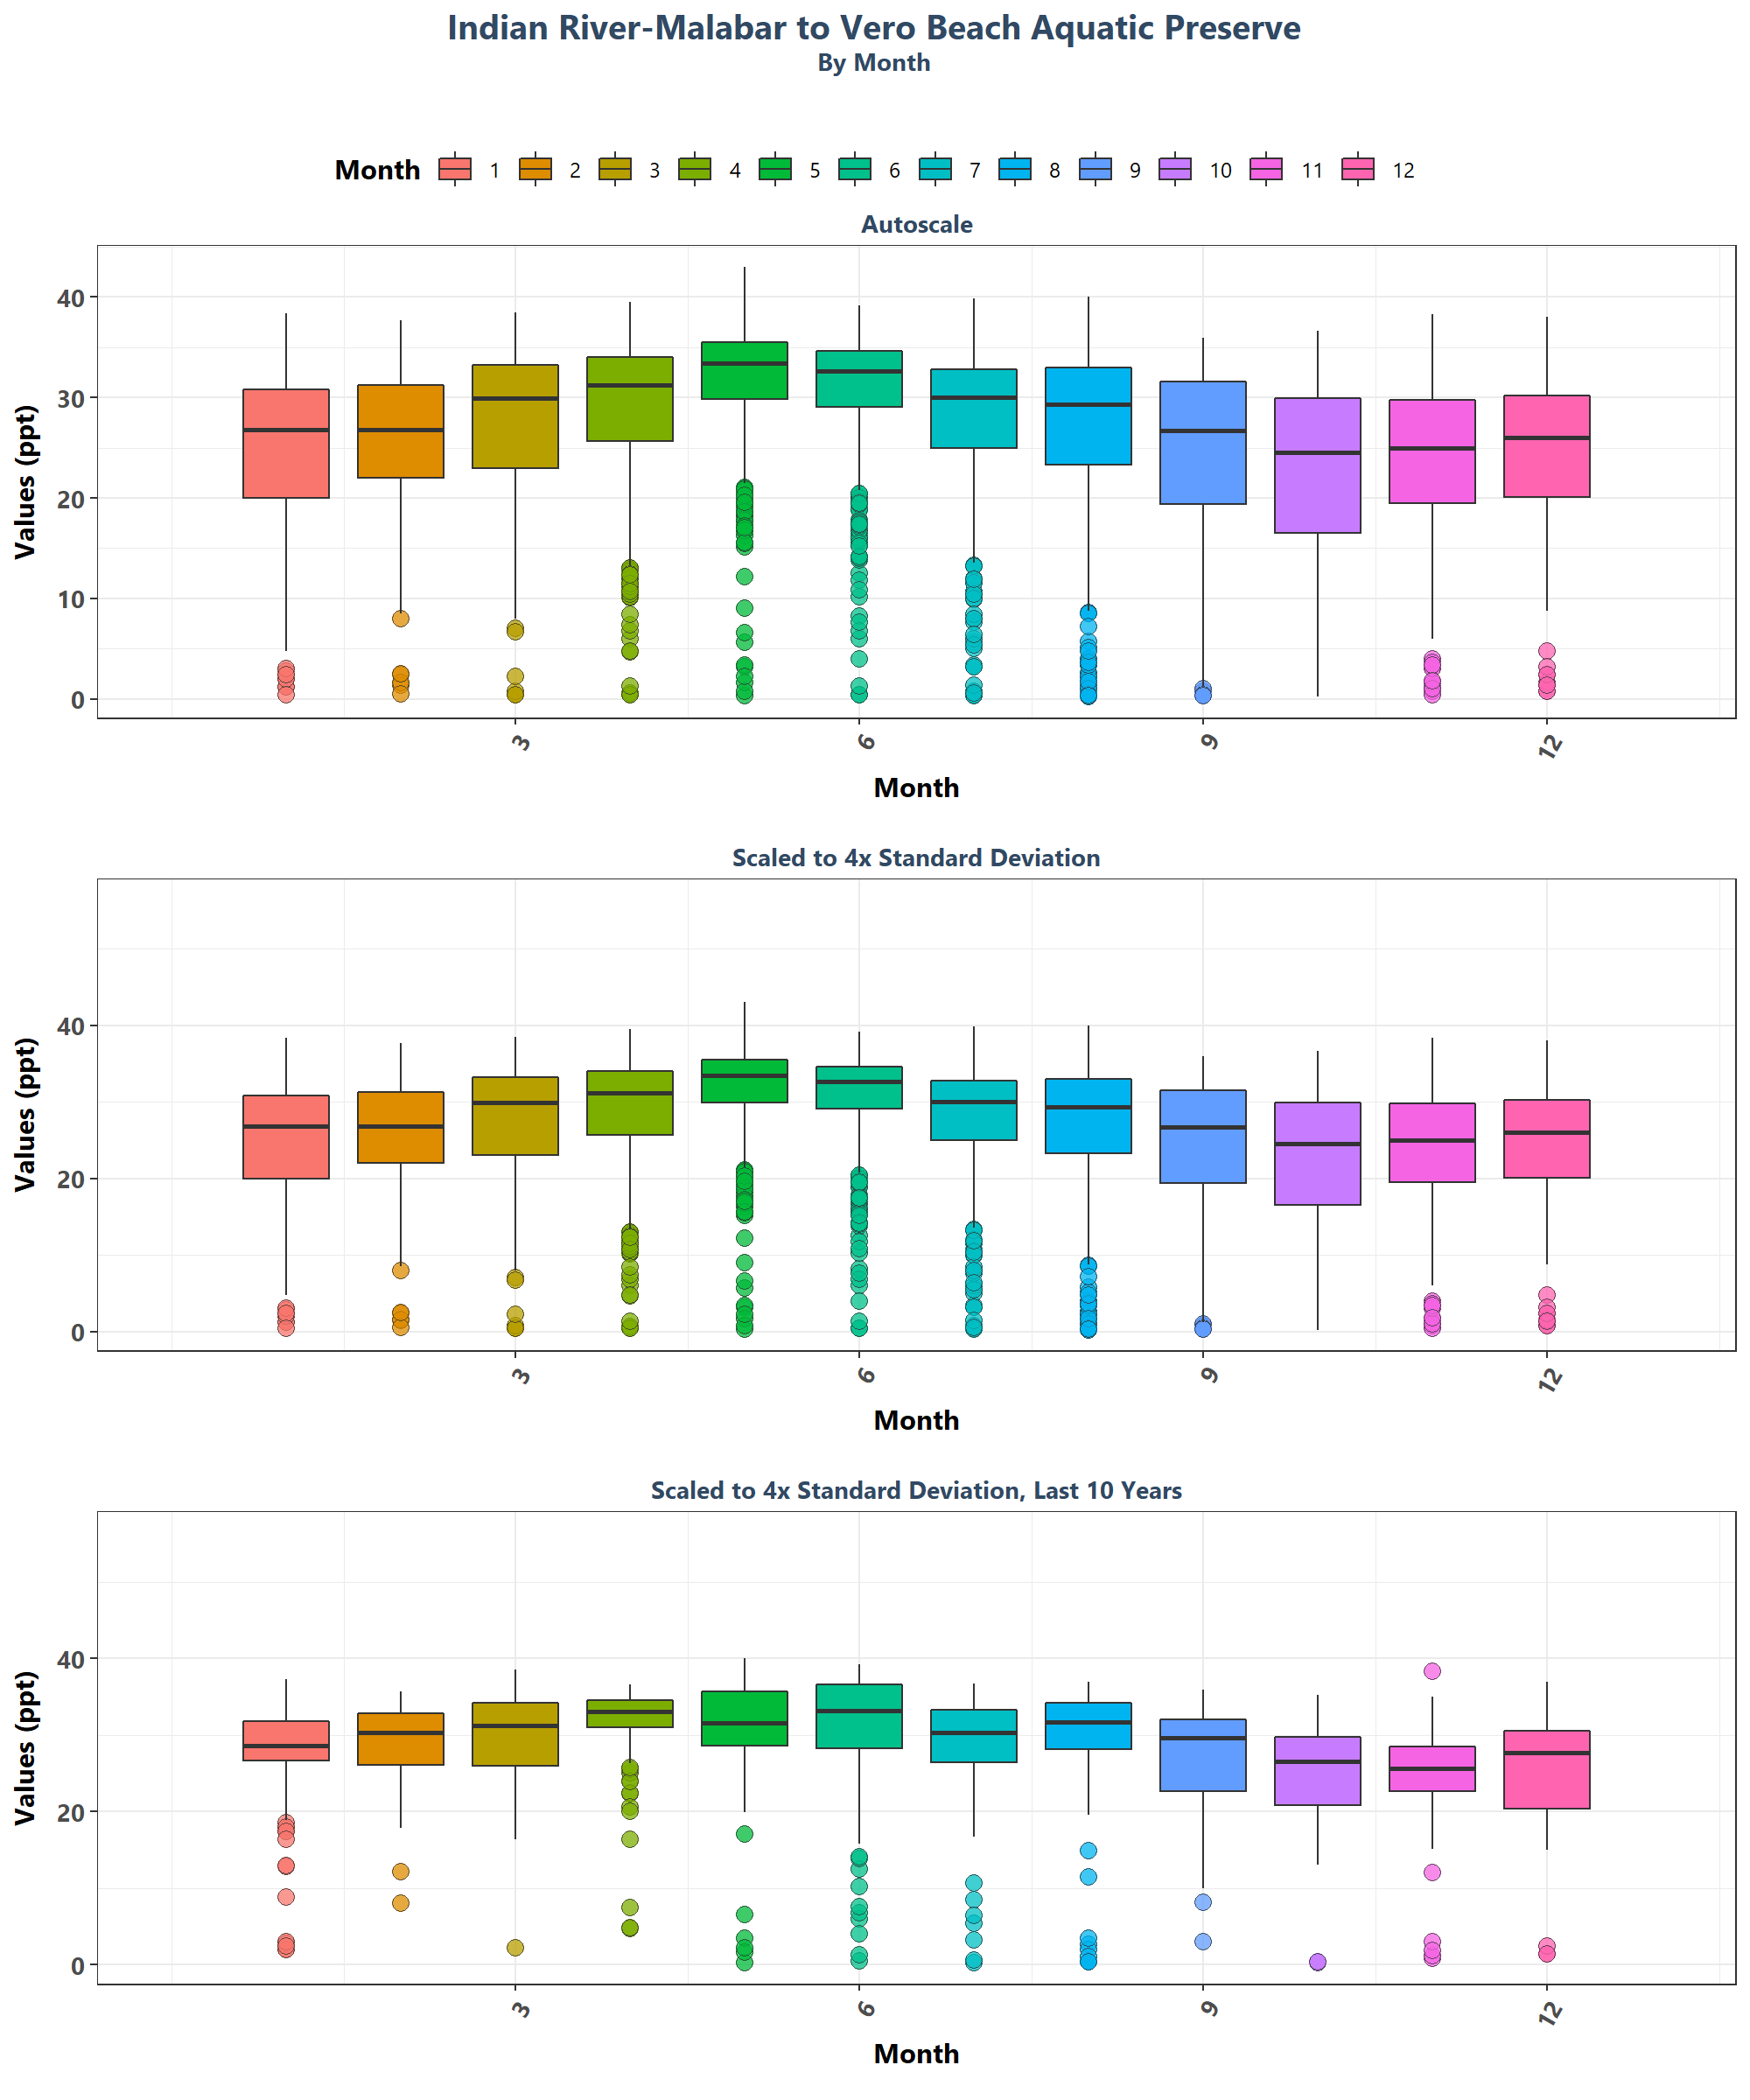 Indian River-Malabar to Vero Beach Aquatic Preserve
By Month
Month 1 2 3 4 5 6 7 8 9 10 11 12
Autoscale
Values (ppt)
40
30
20
10
0
3 6 9 12
Month
Scaled to 4x Standard Deviation
Values (ppt)
40
20
0
3 6 9 12
Month
Scaled to 4x Standard Deviation, Last 10 Years
Values (ppt)
40
20
0
3 6 9 12
Month